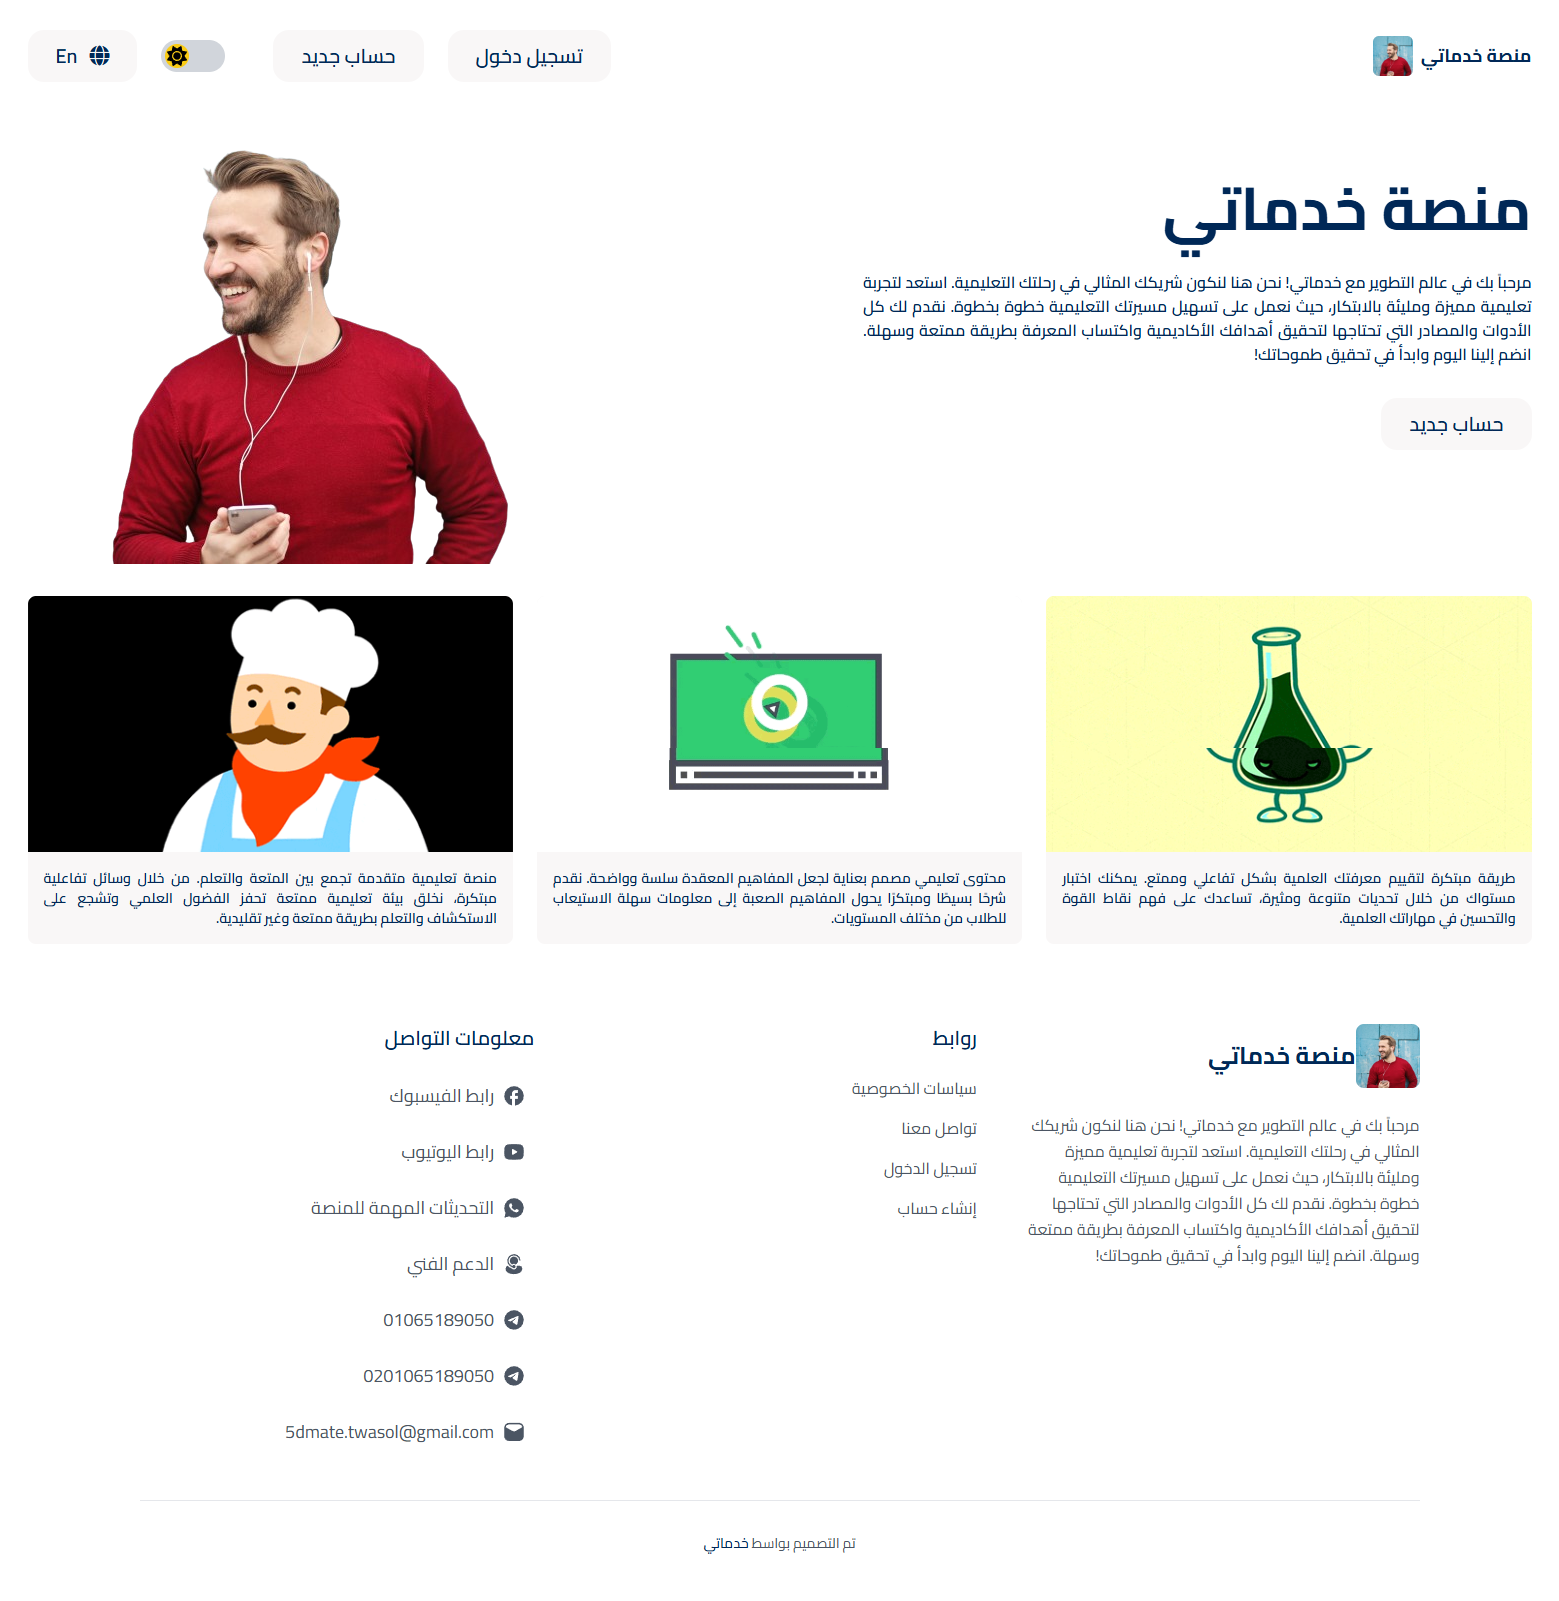 منصة خدماتي
تسجيل دخول
حساب جديد
En
منصة خدماتي
مرحباً بك في عالم التطوير مع خدماتي! نحن هنا لنكون شريكك المثالي في رحلتك التعليمية. استعد لتجربة
تعليمية مميزة ومليئة بالابتكار، حيث نعمل على تسهيل مسيرتك التعليمية خطوة بخطوة. نقدم لك كل
الأدوات والمصادر التي تحتاجها لتحقيق أهدافك الأكاديمية واكتساب المعرفة بطريقة ممتعة وسهلة.
انضم إلينا اليوم وابدأ في تحقيق طموحاتك!
حساب جديد
طريقة مبتكرة لتقييم معرفتك العلمية بشكل تفاعلي وممتع. يمكنك اختبار
مستواك من خلال تحديات متنوعة ومثيرة، تساعدك على فهم نقاط القوة
والتحسين في مهاراتك العلمية.
محتوى تعليمي مصمم بعناية لجعل المفاهيم المعقدة سلسة وواضحة. نقدم
شرحًا بسيطًا ومبتكرًا يحول المفاهيم الصعبة إلى معلومات سهلة الاستيعاب
للطلاب من مختلف المستويات.
منصة تعليمية متقدمة تجمع بين المتعة والتعلم. من خلال وسائل تفاعلية
مبتكرة، نخلق بيئة تعليمية ممتعة تحفز الفضول العلمي وتشجع على
الاستكشاف والتعلم بطريقة ممتعة وغير تقليدية.
منصة خدماتي
مرحباً بك في عالم التطوير مع خدماتي! نحن هنا لنكون شريكك
المثالي في رحلتك التعليمية. استعد لتجربة تعليمية مميزة
ومليئة بالابتكار، حيث نعمل على تسهيل مسيرتك التعليمية
خطوة بخطوة. نقدم لك كل الأدوات والمصادر التي تحتاجها
لتحقيق أهدافك الأكاديمية واكتساب المعرفة بطريقة ممتعة
وسهلة. انضم إلينا اليوم وابدأ في تحقيق طموحاتك!
روابط
سياسات الخصوصية
تواصل معنا
تسجيل الدخول
إنشاء حساب
معلومات التواصل
رابط الفيسبوك
رابط اليوتيوب
التحديثات المهمة للمنصة
الدعم الفني
01065189050
0201065189050
5dmate.twasol@gmail.com
تم التصميم بواسط خدماتي